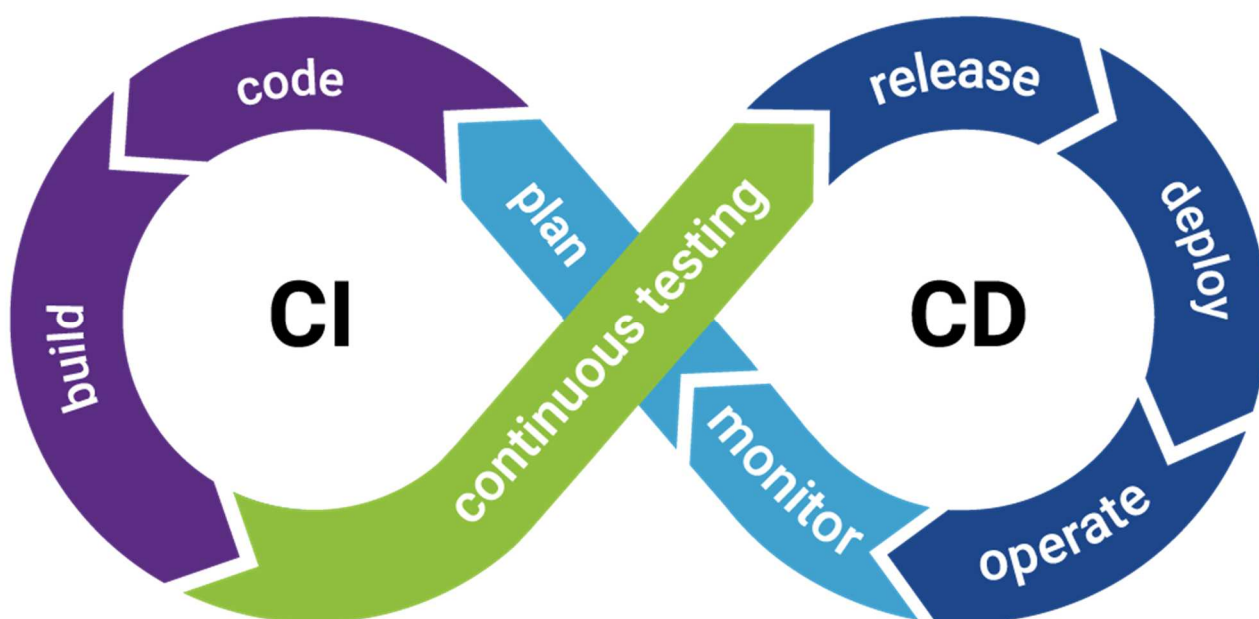 code
release
plan
continuous testing
deploy
CI
CD
build
monitor
operate